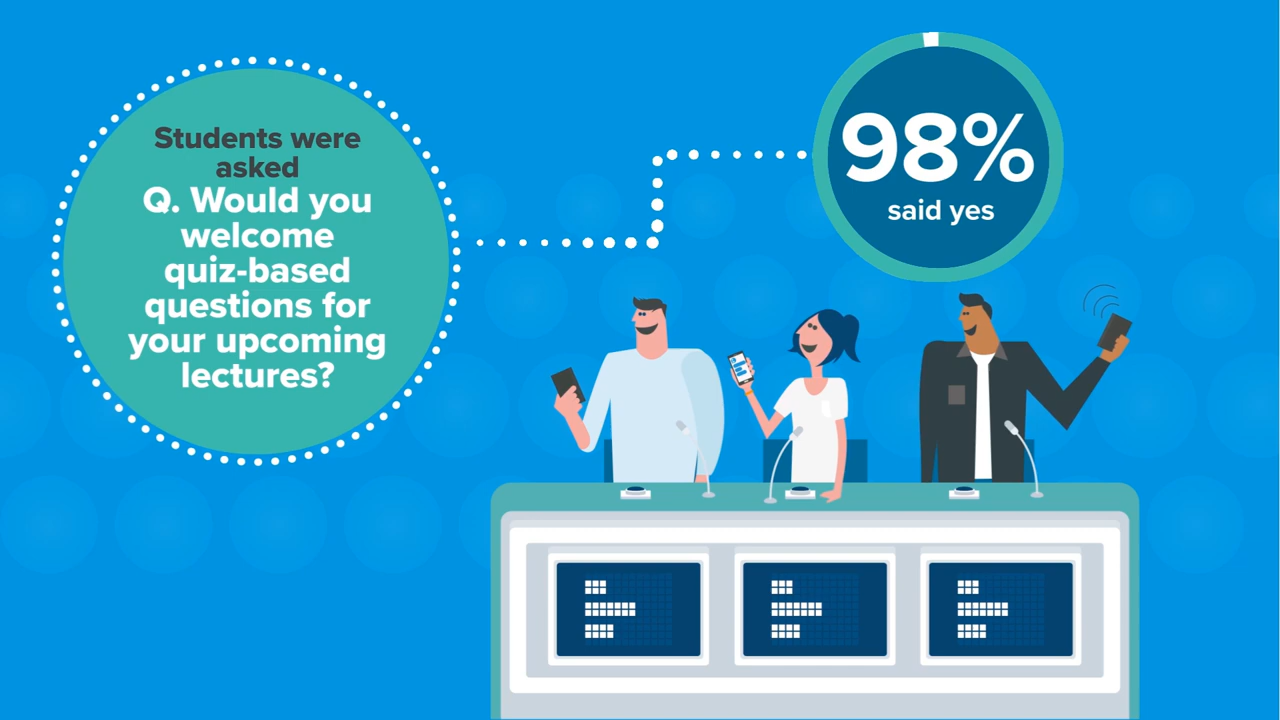 Students were
asked
Q. Would you
welcome
quiz-based
questions for
your upcoming
lectures?
98%
said yes